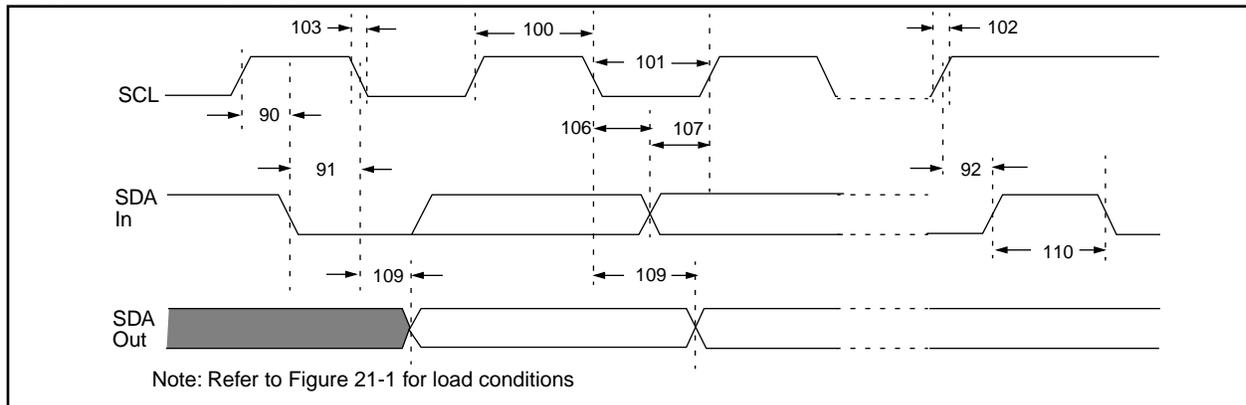 103
100
102
101
SCL
90
106
107
91
92
SDA
In
110
109
109
SDA
Out
Note: Refer to Figure 21-1 for load conditions